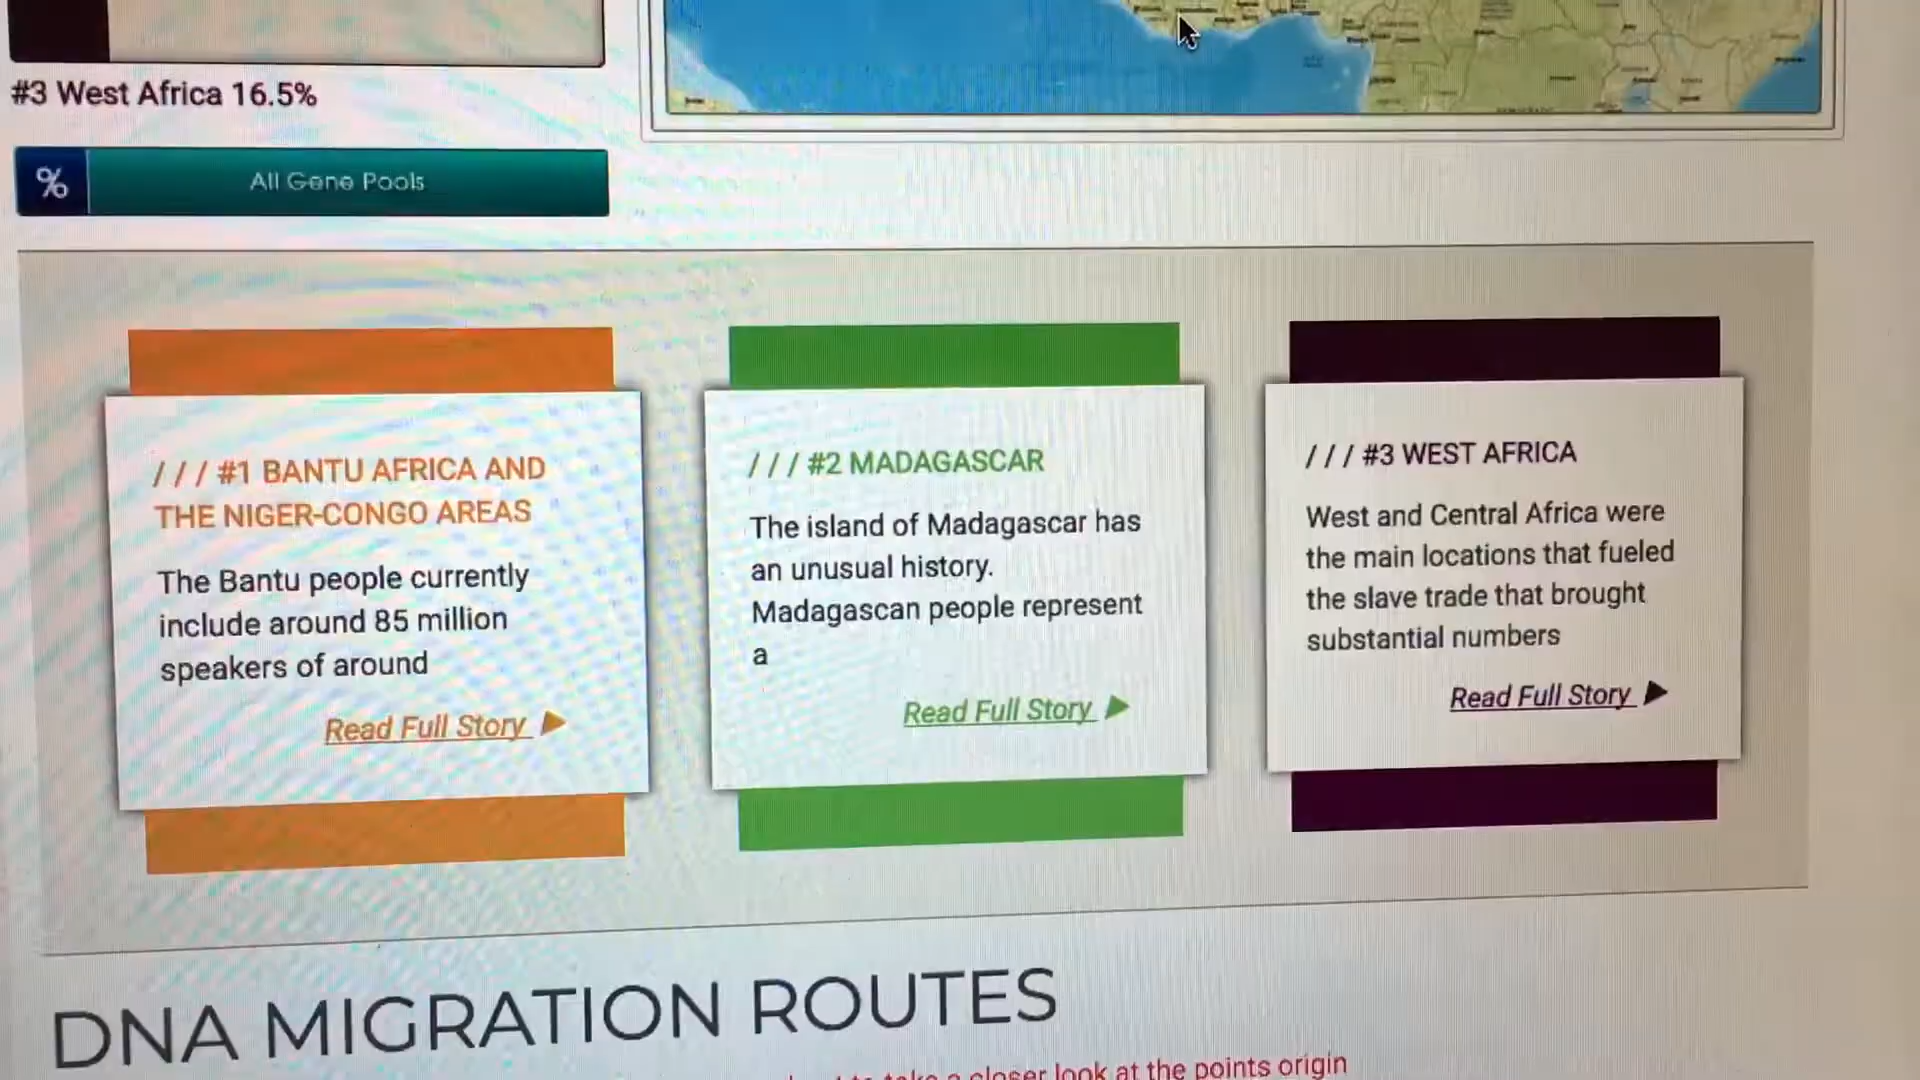 #3 West Africa 16.5%
%
All Gene Pools
/ / / #1 BANTU AFRICA AND
THE NIGER-CONGO AREAS
The Bantu people currently
include around 85 million
speakers of around
Read Full Story
/ / / #2 MADAGASCAR
The island of Madagascar has
an unusual history.
Madagascan people represent
a
Read Full Story
/ / / #3 WEST AFRICA
West and Central Africa were
the main locations that fueled
the slave trade that brought
substantial numbers
Read Full Story
DNA MIGRATION ROUTES
to take a closer look at the points origin